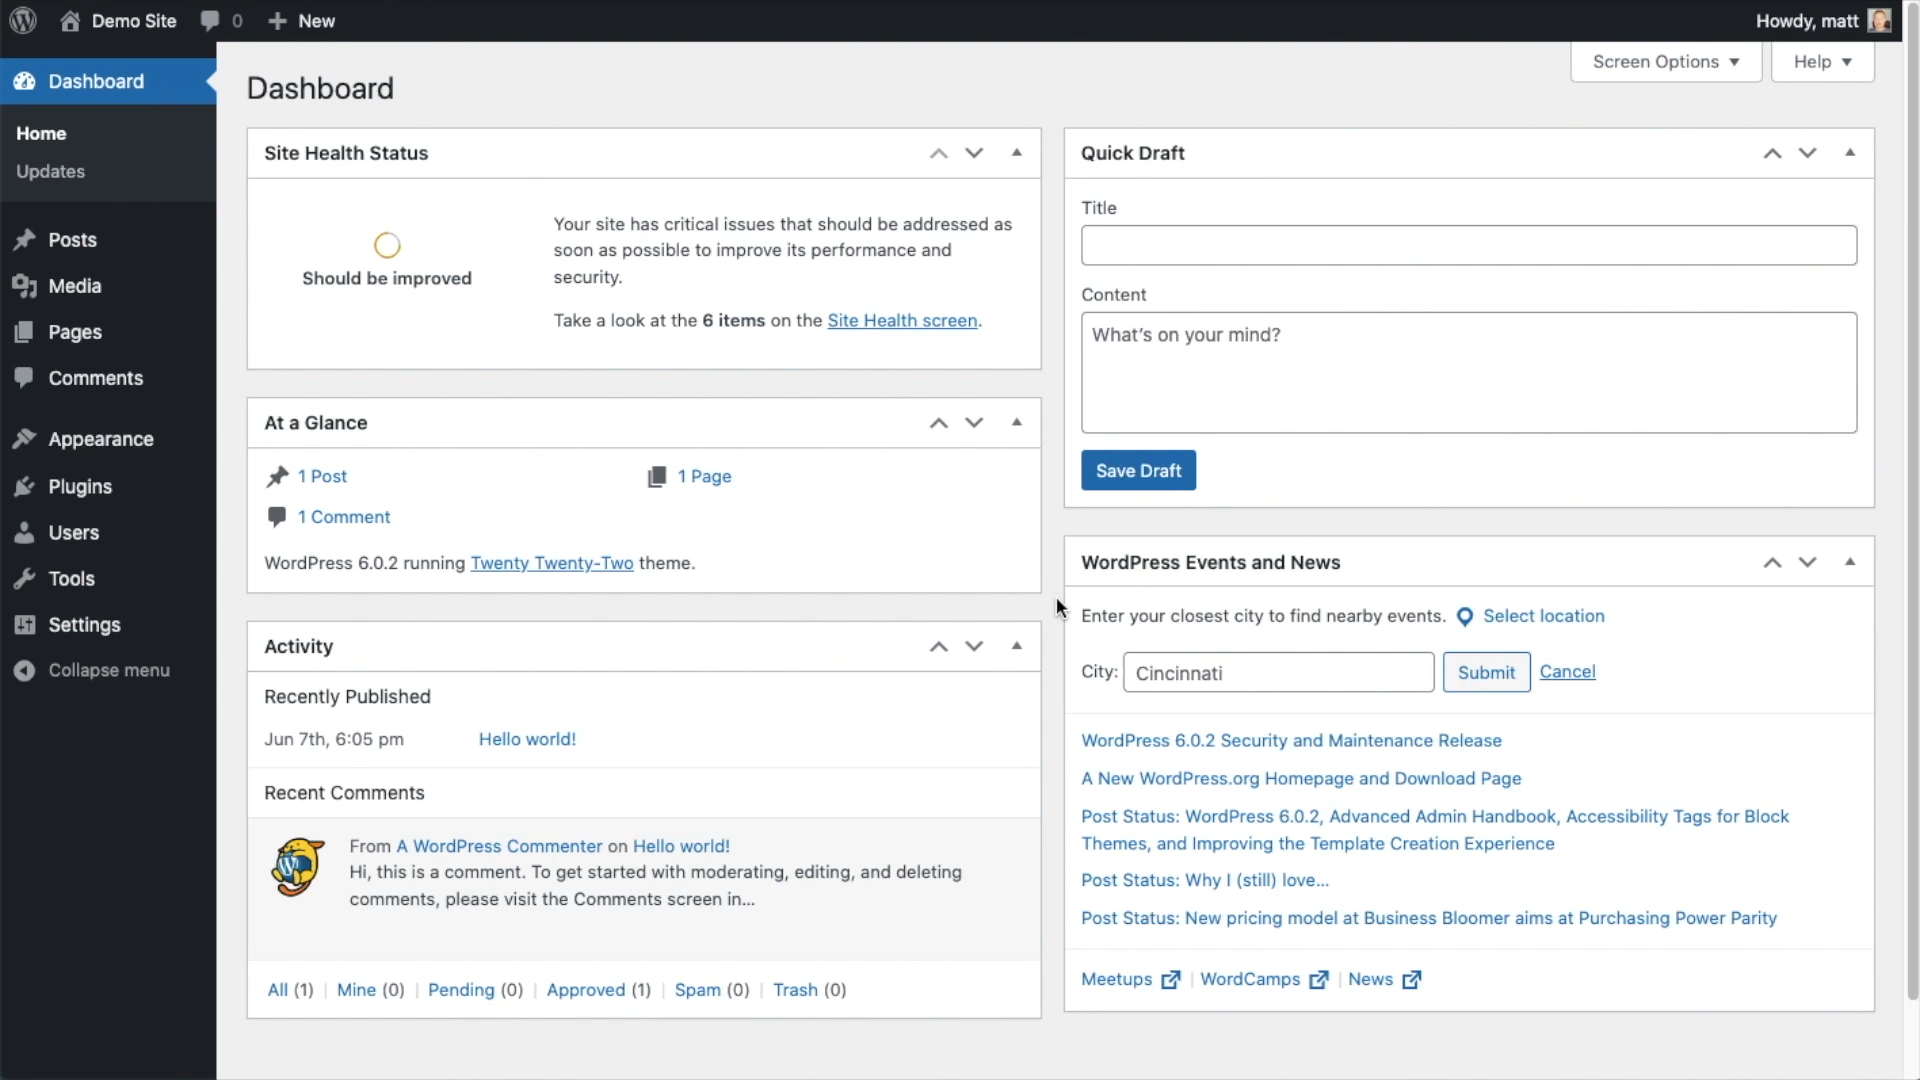 Demo Site 0 New Howdy, matt
Screen Options Help
Dashboard
Home
Updates
Posts
Media
Pages
Comments
Appearance
Plugins
Users
Tools
Settings
Collapse menu
Dashboard
Site Health Status
Should be improved
Your site has critical issues that should be addressed as
soon as possible to improve its performance and
security.
Take a look at the 6 items on the Site Health screen.
At a Glance
1 Post 1 Page
1 Comment
WordPress 6.0.2 running Twenty Twenty-Two theme.
Activity
Recently Published
Jun 7th, 6:05 pm Hello world!
Recent Comments
From A WordPress Commenter on Hello world!
Hi, this is a comment. To get started with moderating, editing, and deleting
comments, please visit the Comments screen in…
All (1) | Mine (0) | Pending (0) | Approved (1) | Spam (0) | Trash (0)
Quick Draft
Title
Content
What’s on your mind?
Save Draft
WordPress Events and News
Enter your closest city to find nearby events. Select location
City: Cincinnati Submit Cancel
WordPress 6.0.2 Security and Maintenance Release
A New WordPress.org Homepage and Download Page
Post Status: WordPress 6.0.2, Advanced Admin Handbook, Accessibility Tags for Block
Themes, and Improving the Template Creation Experience
Post Status: Why I (still) love…
Post Status: New pricing model at Business Bloomer aims at Purchasing Power Parity
Meetups | WordCamps | News